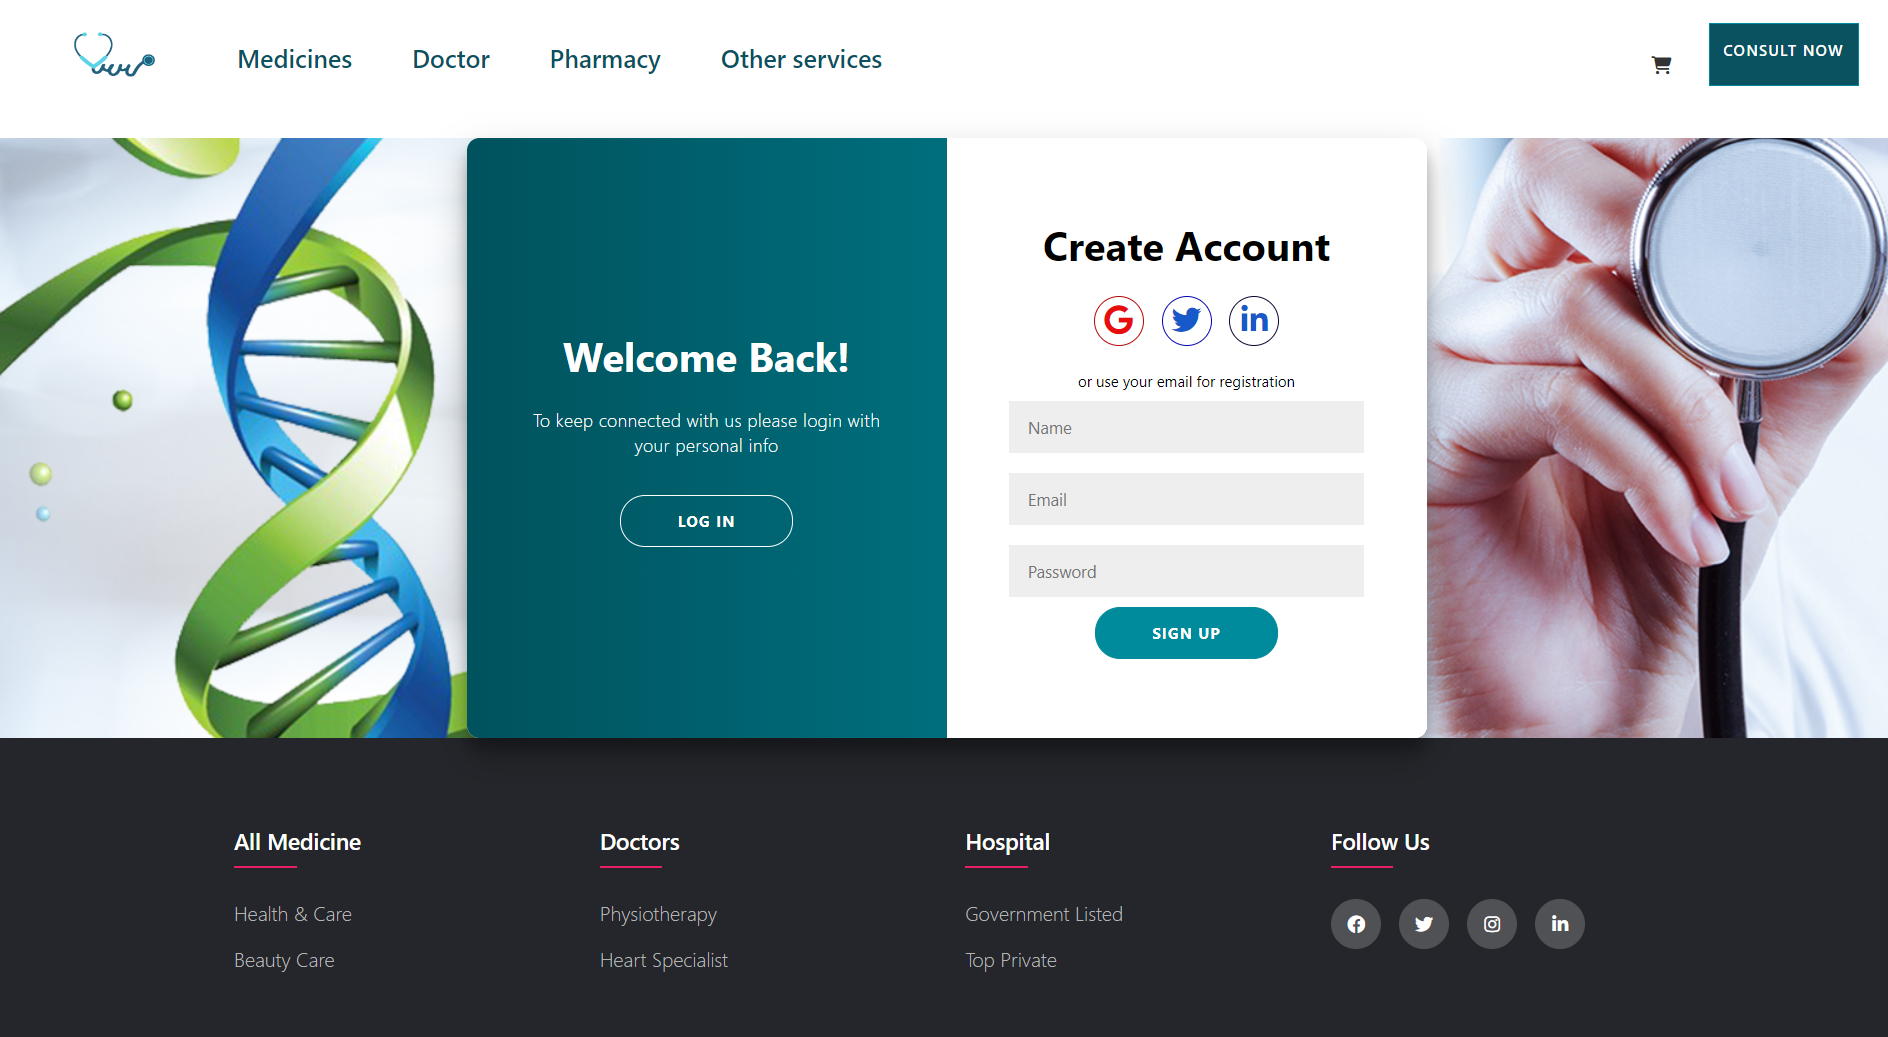 Medicines
Doctor
Pharmacy
Other services
CONSULT NOW
Welcome Back!
To keep connected with us please login with
your personal info
LOG IN
Create Account
or use your email for registration
Name
Email
Password
SIGN UP
All Medicine
Health & Care
Beauty Care
Doctors
Physiotherapy
Heart Specialist
Hospital
Government Listed
Top Private
Follow Us